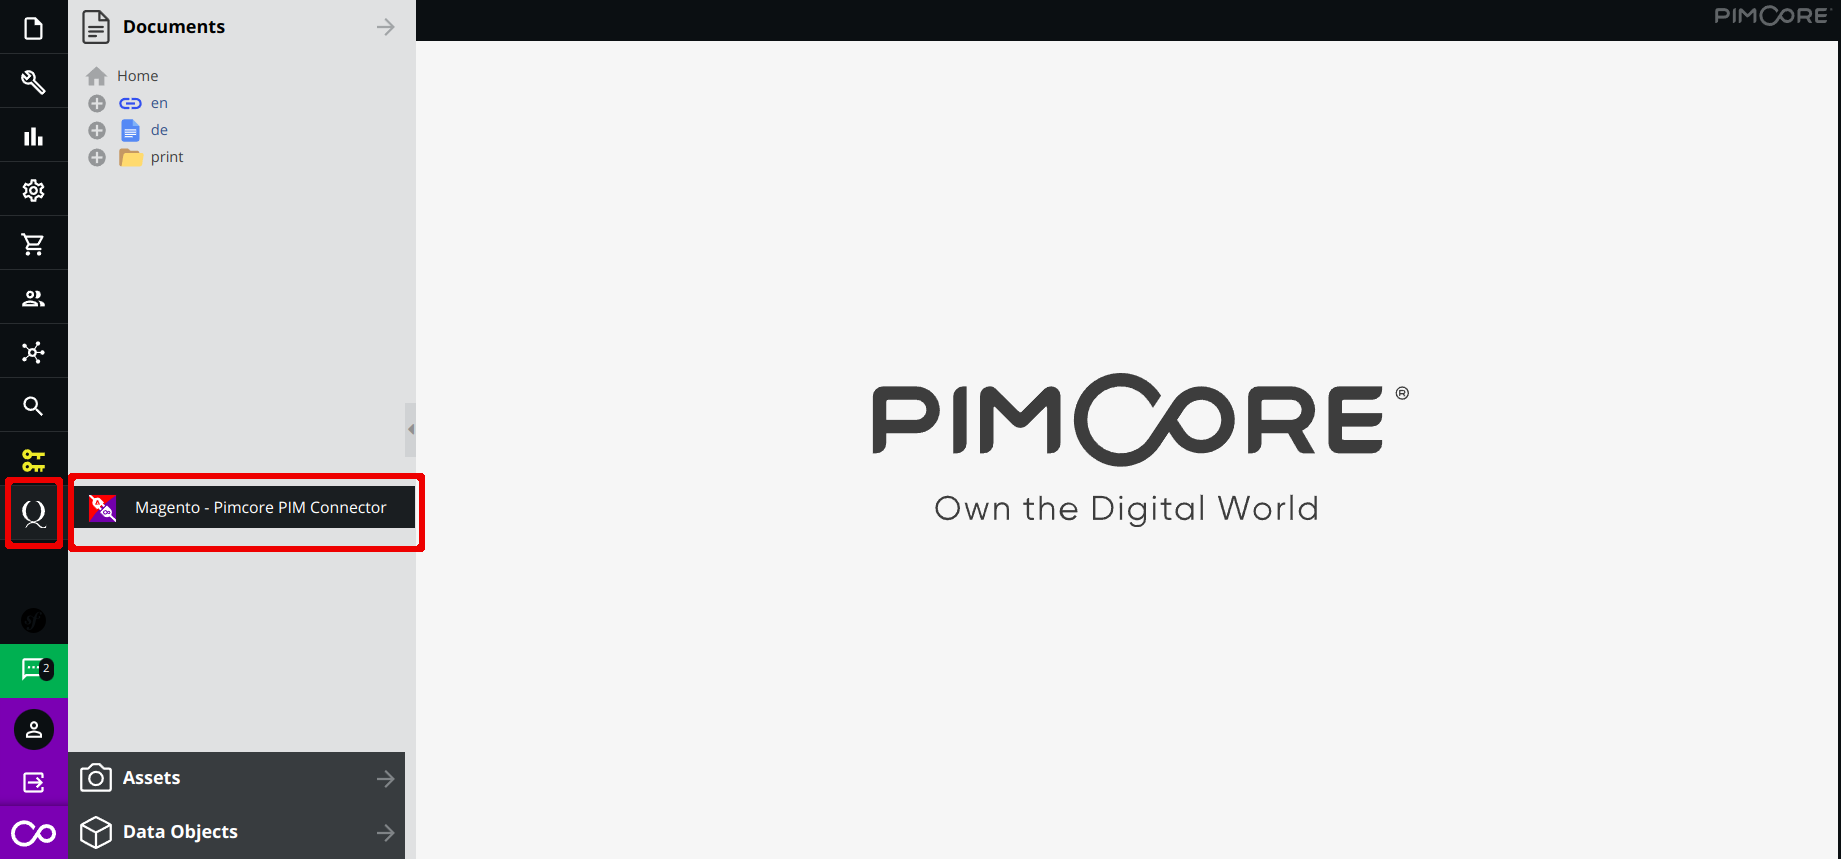 Documents
PIMCORE
Home
en
de
print
PIMCORE®
Own the Digital World
Magento - Pimcore PIM Connector
Q
sf
2
Assets
Data Objects